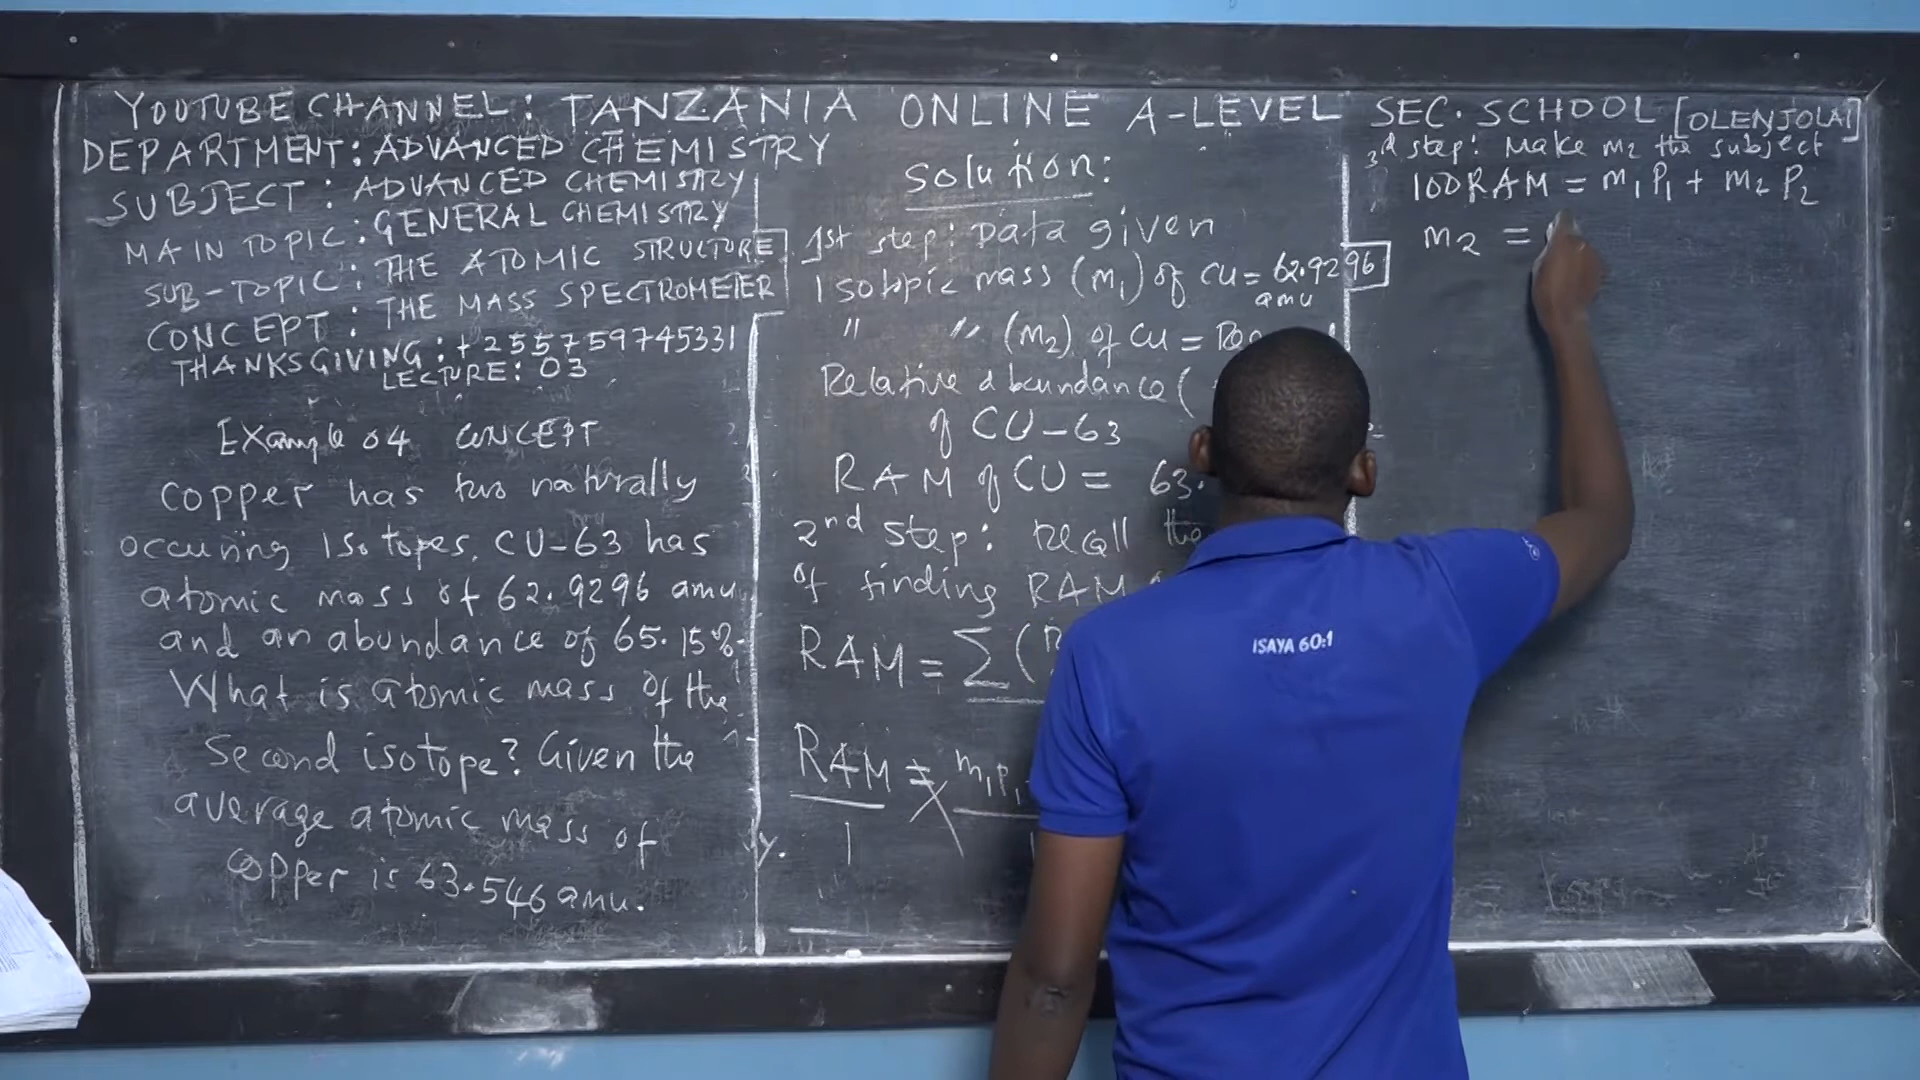 YOUTUBE CHANNEL: TANZANIA ONLINE A-LEVEL SEC. SCHOOL [OLENJOLAI]
DEPARTMENT: ADVANCED CHEMISTRY
SUBJECT: ADVANCED CHEMISTRY
MAIN TOPIC: GENERAL CHEMISTRY
SUB-TOPIC: THE ATOMIC STRUCTURE
CONCEPT: THE MASS SPECTROMETER
THANKSGIVING: +255759745331
LECTURE: 03
Example 04 CONCEPT
Copper has two naturally
occuring Isotopes, CU-63 has
atomic mass of 62.9296 amu
and an abundance of 65.15%.
What is atomic mass of the
Second isotope? Given the
average atomic mass of
copper is 63.546 amu.
Solution:
1st step: Data given
Isotopic mass (m1) of CU = 62.9296
amu
" " (m2) of CU =
Relative abundance (
of CU-63
RAM of CU = 63.
2nd step: Recall the
of finding RAM
RAM = Σ(
RAM = m1P1
1
3rd step: Make m2 the subject
100RAM = m1P1 + m2P2
m2 =
ISAYA 60:1